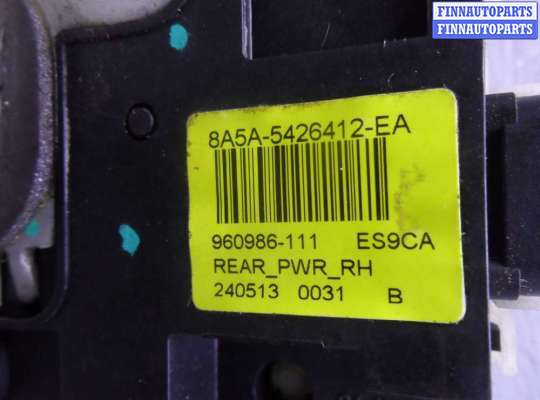 FINNAUTOPARTS
FINNAUTOPARTS
8A5A-5426412-EA
960986-111 ES9CA
REAR_PWR_RH
240513 0031 B